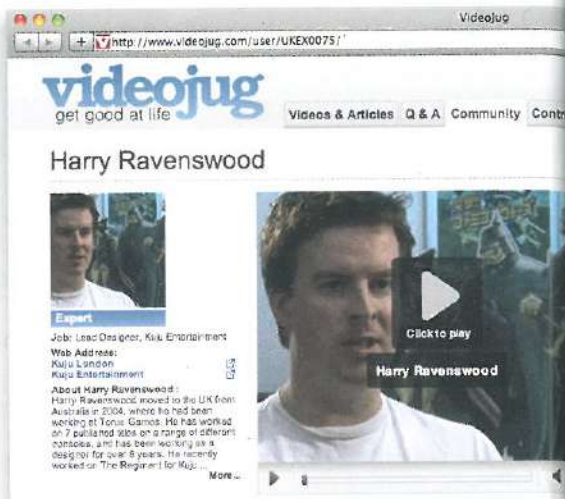 Videojug
http://www.videojug.com/user/UKEX0075/
videojug
get good at life
Videos & Articles Q & A Community Contr
Harry Ravenswood
Expert
Click to play
Harry Ravenswood
Job: Lead Designer, Kuju Entertainment
Web Address:
Kuju London
Kuju Entertainment
About Harry Ravenswood :
Harry Ravenswood moved to the UK from
Australia in 2004, where he had been
working at Torus Games. He has worked
on 7 published titles on a range of different
consoles, and has been working as a
designer for over 8 years. He recently
worked on The Regiment for Kuju...
More...